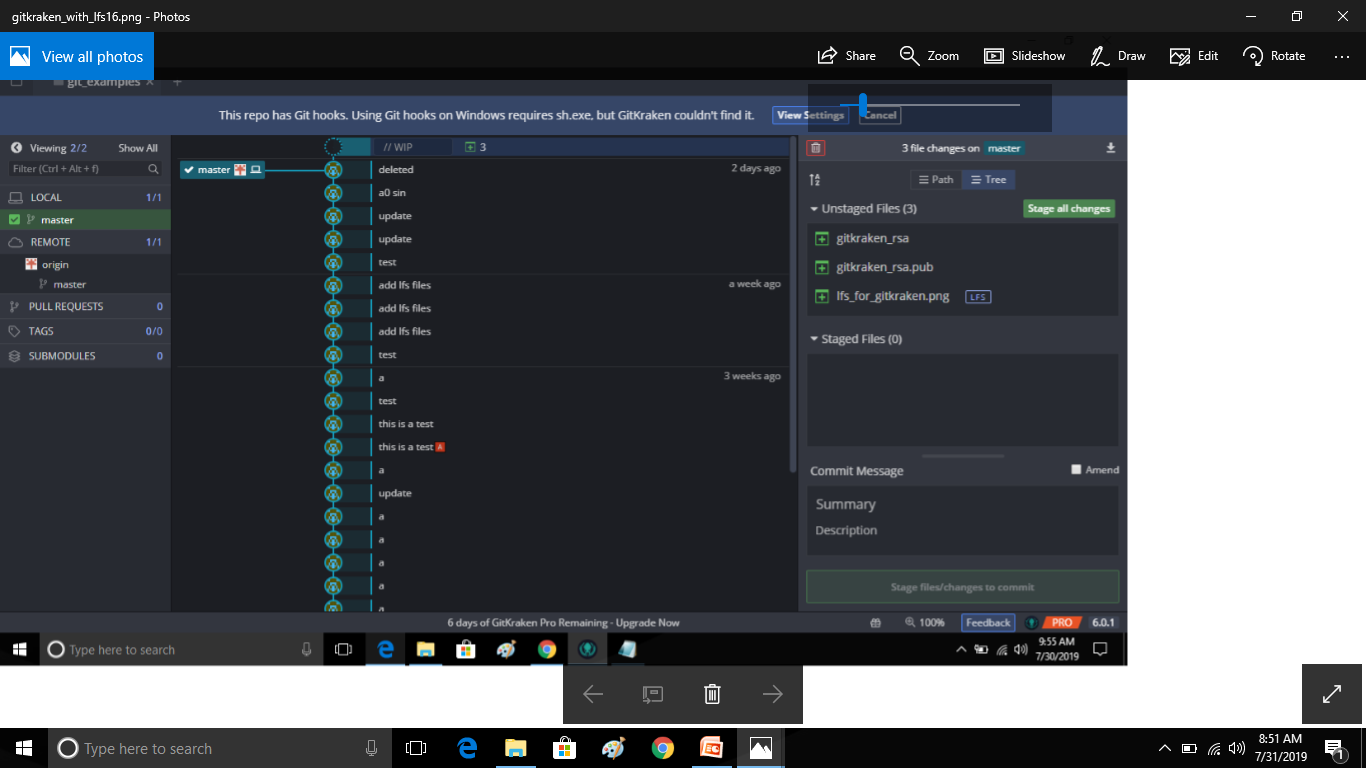 gitkraken_with_lfs16.png - Photos
View all photos
Share
Zoom
Slideshow
Draw
Edit
Rotate
git_examples
This repo has Git hooks. Using Git hooks on Windows requires sh.exe, but GitKraken couldn't find it.
View Settings
Cancel
Viewing 2/2
Show All
Filter (Ctrl + Alt + f)
LOCAL 1/1
master
REMOTE 1/1
origin
master
PULL REQUESTS 0
TAGS 0/0
SUBMODULES 0
// WIP
3
master
deleted
2 days ago
a0 sin
update
update
test
add lfs files
a week ago
add lfs files
add lfs files
test
a
3 weeks ago
test
this is a test
this is a test A
a
update
a
a
a
a
a
3 file changes on master
Path
Tree
Unstaged Files (3)
Stage all changes
gitkraken_rsa
gitkraken_rsa.pub
lfs_for_gitkraken.png LFS
Staged Files (0)
Commit Message
Amend
Summary
Description
Stage files/changes to commit
6 days of GitKraken Pro Remaining - Upgrade Now
100%
Feedback
PRO
6.0.1
Type here to search
9:55 AM
7/30/2019
Type here to search
8:51 AM
7/31/2019
1